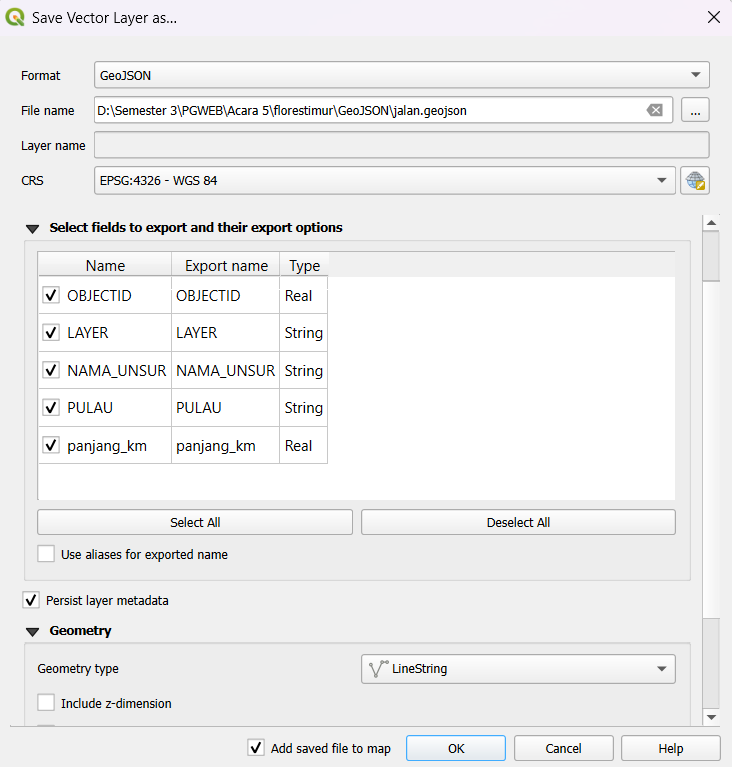 Save Vector Layer as...
Format GeoJSON
File name D:\Semester 3\PGWEB\Acara 5\florestimur\GeoJSON\jalan.geojson ...
Layer name
CRS EPSG:4326 - WGS 84
Select fields to export and their export options
Name Export name Type
OBJECTID OBJECTID Real
LAYER LAYER String
NAMA_UNSUR NAMA_UNSUR String
PULAU PULAU String
panjang_km panjang_km Real
Select All Deselect All
Use aliases for exported name
Persist layer metadata
Geometry
Geometry type LineString
Include z-dimension
Add saved file to map OK Cancel Help